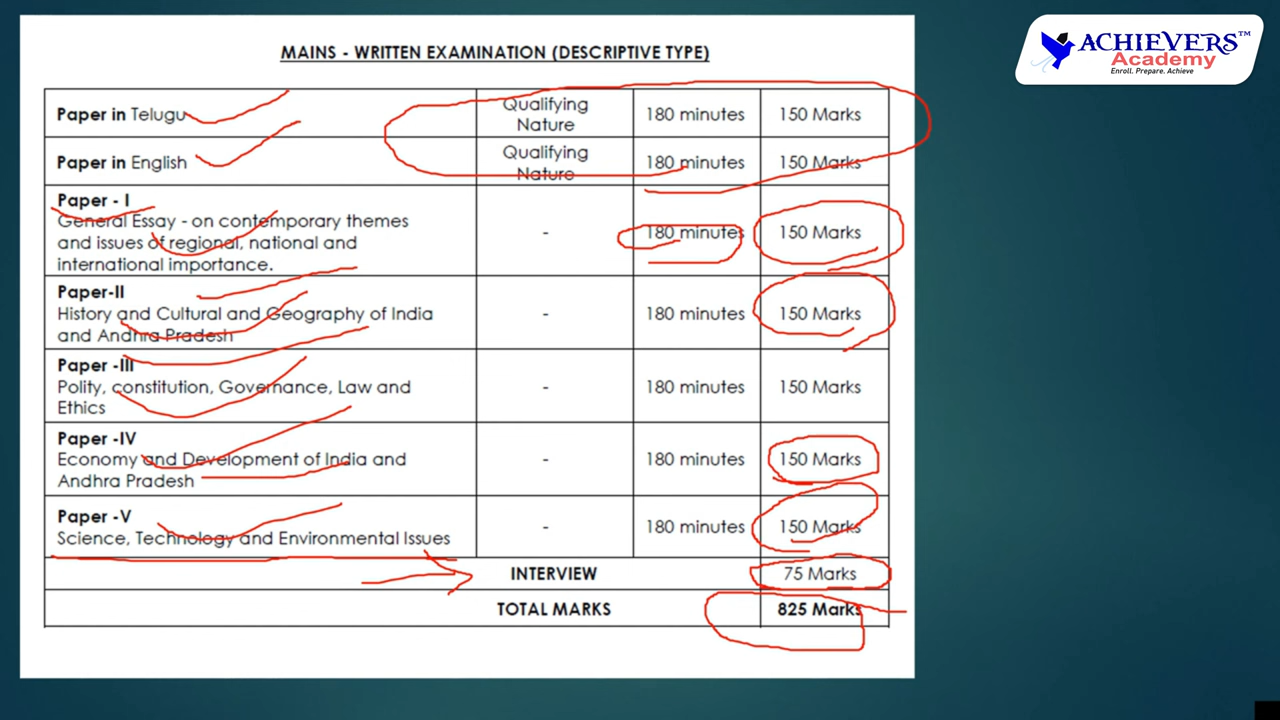 ACHIEVERS™
Academy
Enroll. Prepare. Achieve
MAINS - WRITTEN EXAMINATION (DESCRIPTIVE TYPE)
Paper in Telugu Qualifying Nature 180 minutes 150 Marks
Paper in English Qualifying Nature 180 minutes 150 Marks
Paper - I
General Essay - on contemporary themes
and issues of regional, national and
international importance.
- 180 minutes 150 Marks
Paper-II
History and Cultural and Geography of India
and Andhra Pradesh
- 180 minutes 150 Marks
Paper -III
Polity, constitution, Governance, Law and
Ethics
- 180 minutes 150 Marks
Paper -IV
Economy and Development of India and
Andhra Pradesh
- 180 minutes 150 Marks
Paper -V
Science, Technology and Environmental Issues
- 180 minutes 150 Marks
INTERVIEW 75 Marks
TOTAL MARKS 825 Marks